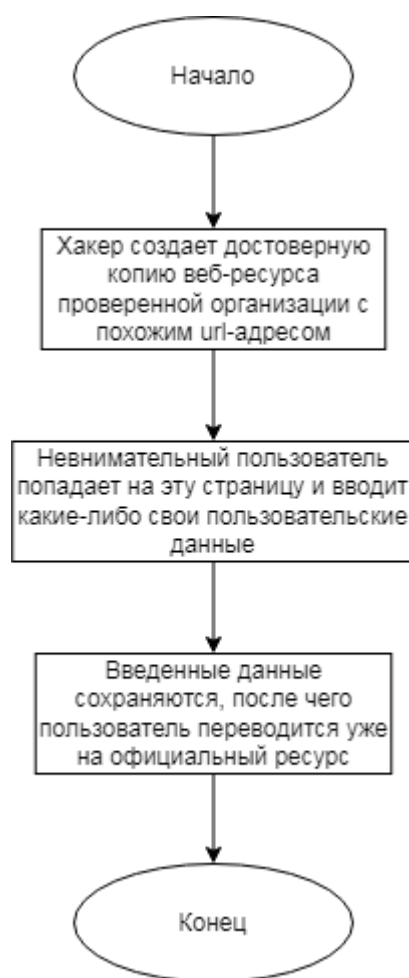 Начало
Хакер создает достоверную
копию веб-ресурса
проверенной организации с
похожим url-адресом
Невнимательный пользователь
попадает на эту страницу и вводит
какие-либо свои пользовательские
данные
Введенные данные
сохраняются, после чего
пользователь переводится уже
на официальный ресурс
Конец